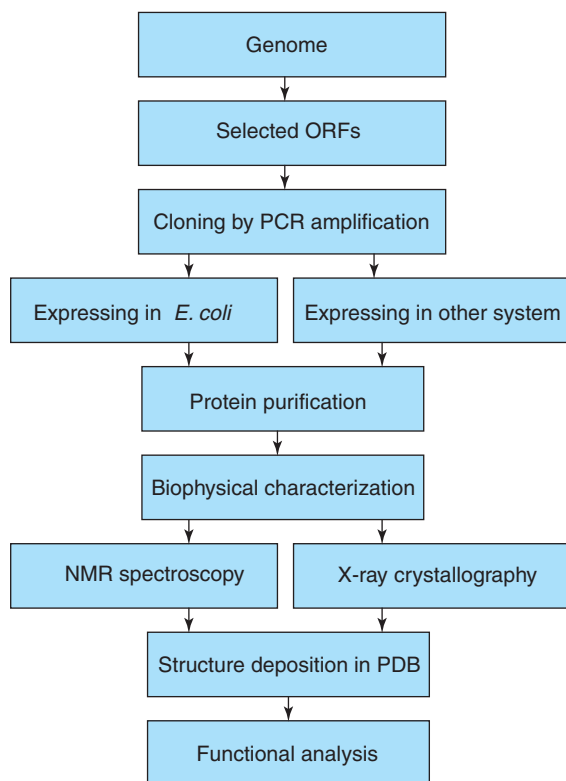 Genome
Selected ORFs
Cloning by PCR amplification
Expressing in E. coli
Expressing in other system
Protein purification
Biophysical characterization
NMR spectroscopy
X-ray crystallography
Structure deposition in PDB
Functional analysis